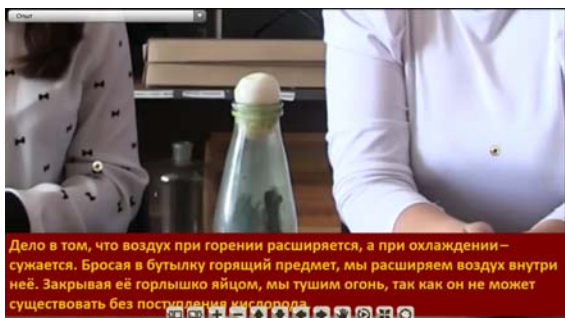 Опыт
Дело в том, что воздух при горении расширяется, а при охлаждении –
сужается. Бросая в бутылку горящий предмет, мы расширяем воздух внутри
неё. Закрывая её горлышко яйцом, мы тушим огонь, так как он не может
существовать без поступления кислорода